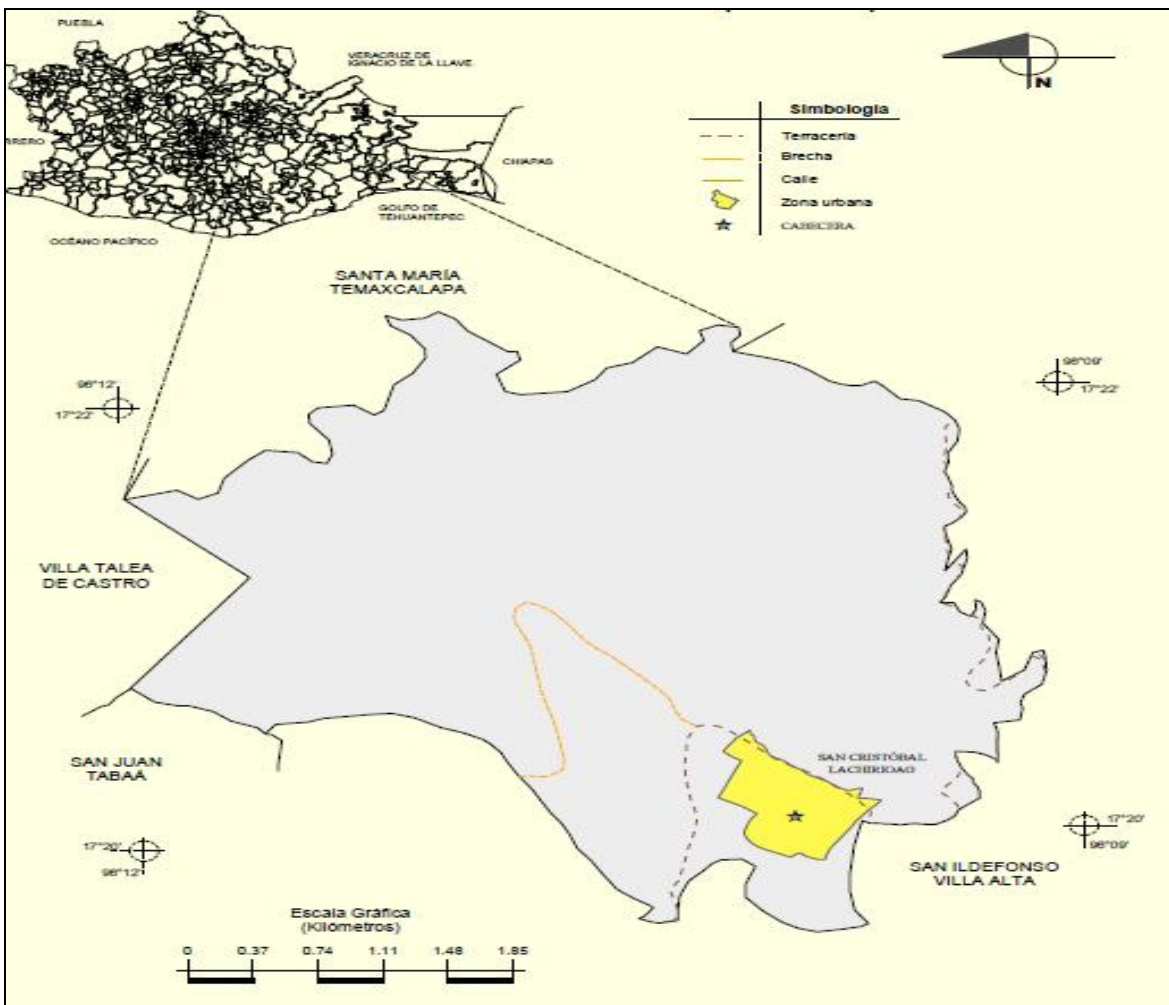 PUEBLA
VERACRUZ DE
IGNACIO DE LA LLAVE
RRERO
CHIAPAS
GOLFO DE
TEHUANTEPEC
OCÉANO PACÍFICO
N
Simbología
Terracería
Brecha
Calle
Zona urbana
CABECERA
SANTA MARÍA
TEMAXCALAPA
96°12'
17°22'
96°09'
17°22'
VILLA TALEA
DE CASTRO
SAN JUAN
TABAÁ
SAN CRISTÓBAL
LACHIRIOAG
17°20'
96°12'
17°20'
96°09'
SAN ILDEFONSO
VILLA ALTA
Escala Gráfica
(Kilómetros)
0 0.37 0.74 1.11 1.48 1.85